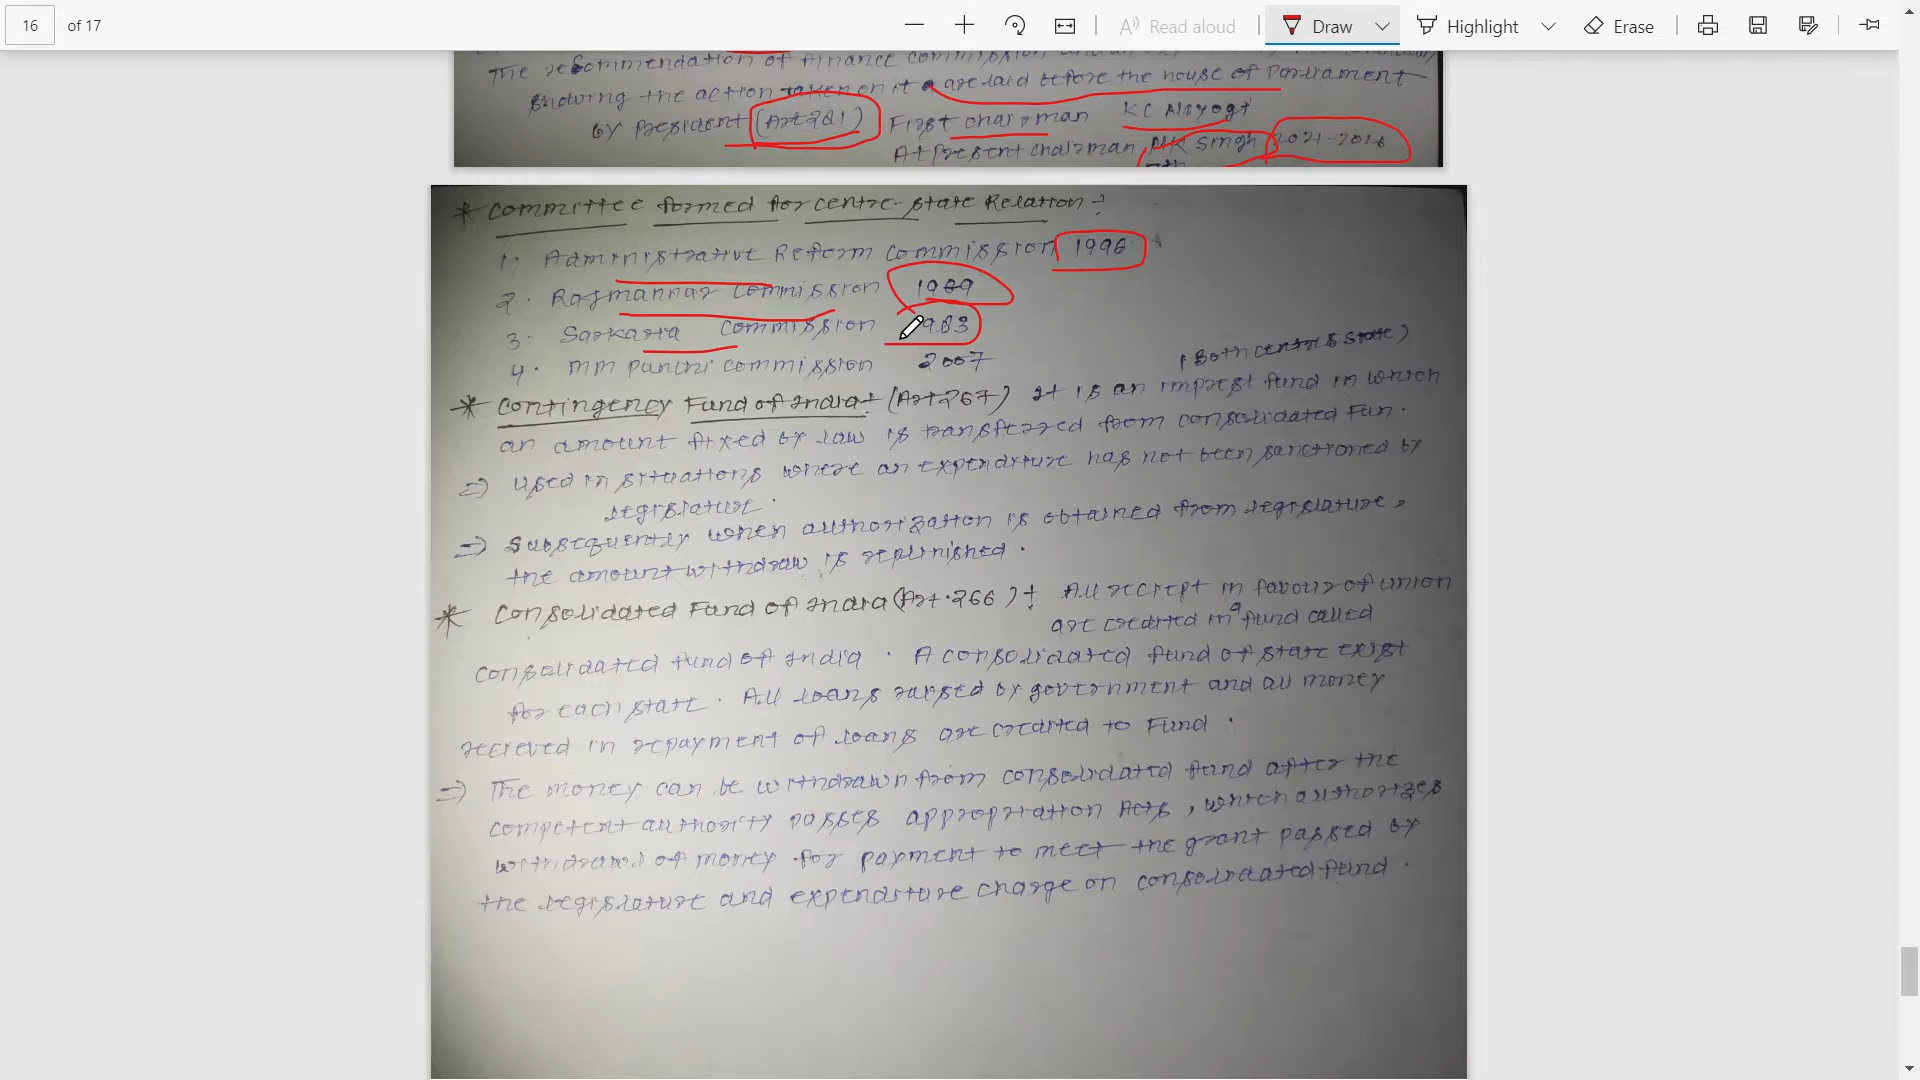 16 of 17 Read aloud Draw Highlight Erase
The recommendation of Finance Commission
showing the action taken on it are laid before the house of Parliament
by president (Art 281) First chairman KC Niyogi
At present chairman, NK Singh 2021-2026
* Committee formed for centre-state Relation :-
1. Administrative Reform Commission 1996
2. Rajmannar Commission 1969
3. Sarkaria Commission 1983
4. MM Punchi Commission 2007
(Both centre & state)
* Contingency Fund of India :- (Art 267) It is an imprest fund in which
an amount fixed by law is transferred from consolidated Fun.
=> used in situations where an expenditure has not been sanctioned by
legislature.
=> Subsequently when authorization is obtained from legislature,
the amount withdraw is replinished.
* Consolidated Fund of India (Art. 266) :- All reciept in favour of union
are credited in a fund called
consolidated fund of India. A consolidated fund of state exist
for each state. All loans raised by government and all money
recieved in repayment of loans are credited to Fund.
=> The money can be withdrawn from consolidated fund after the
competent authority passes appropriation Acts, which authorizes
withdrawl of money for payment to meet the grant passed by
the legislature and expenditure charge on consolidated fund.